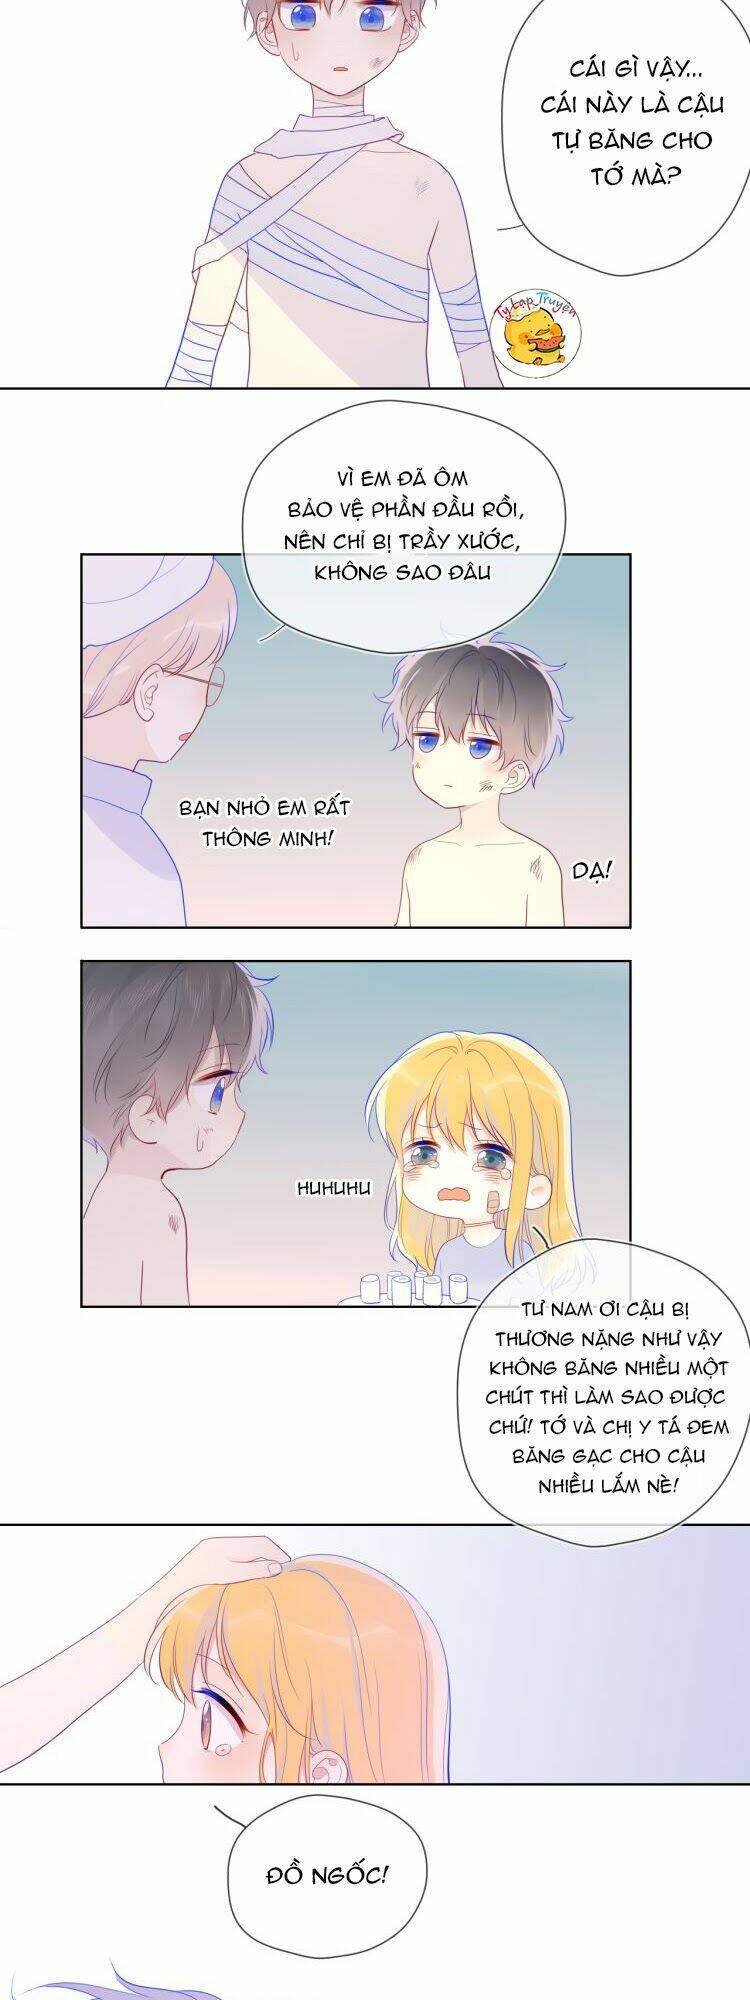 CÁI GÌ VẬY...
CÁI NÀY LÀ CẬU
TỰ BĂNG CHO
TỚ MÀ?
Tỵ Lạp Truyện
VÌ EM ĐÃ ÔM
BẢO VỆ PHẦN ĐẦU RỒI,
NÊN CHỈ BỊ TRẦY XƯỚC,
KHÔNG SAO ĐÂU
BẠN NHỎ EM RẤT
THÔNG MINH!
DẠ!
HUHUHU
TƯ NAM ƠI CẬU BỊ
THƯƠNG NẶNG NHƯ VẬY
KHÔNG BĂNG NHIỀU MỘT
CHÚT THÌ LÀM SAO ĐƯỢC
CHỨ! TỚ VÀ CHỊ Y TÁ ĐEM
BĂNG GẠC CHO CẬU
NHIỀU LẮM NÈ!
ĐỒ NGỐC!